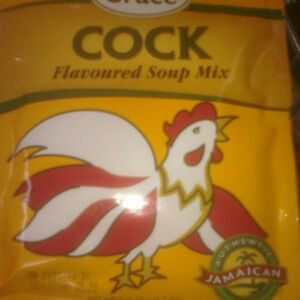 Grace
COCK
Flavoured Soup Mix
AUTHENTIC
JAMAICAN